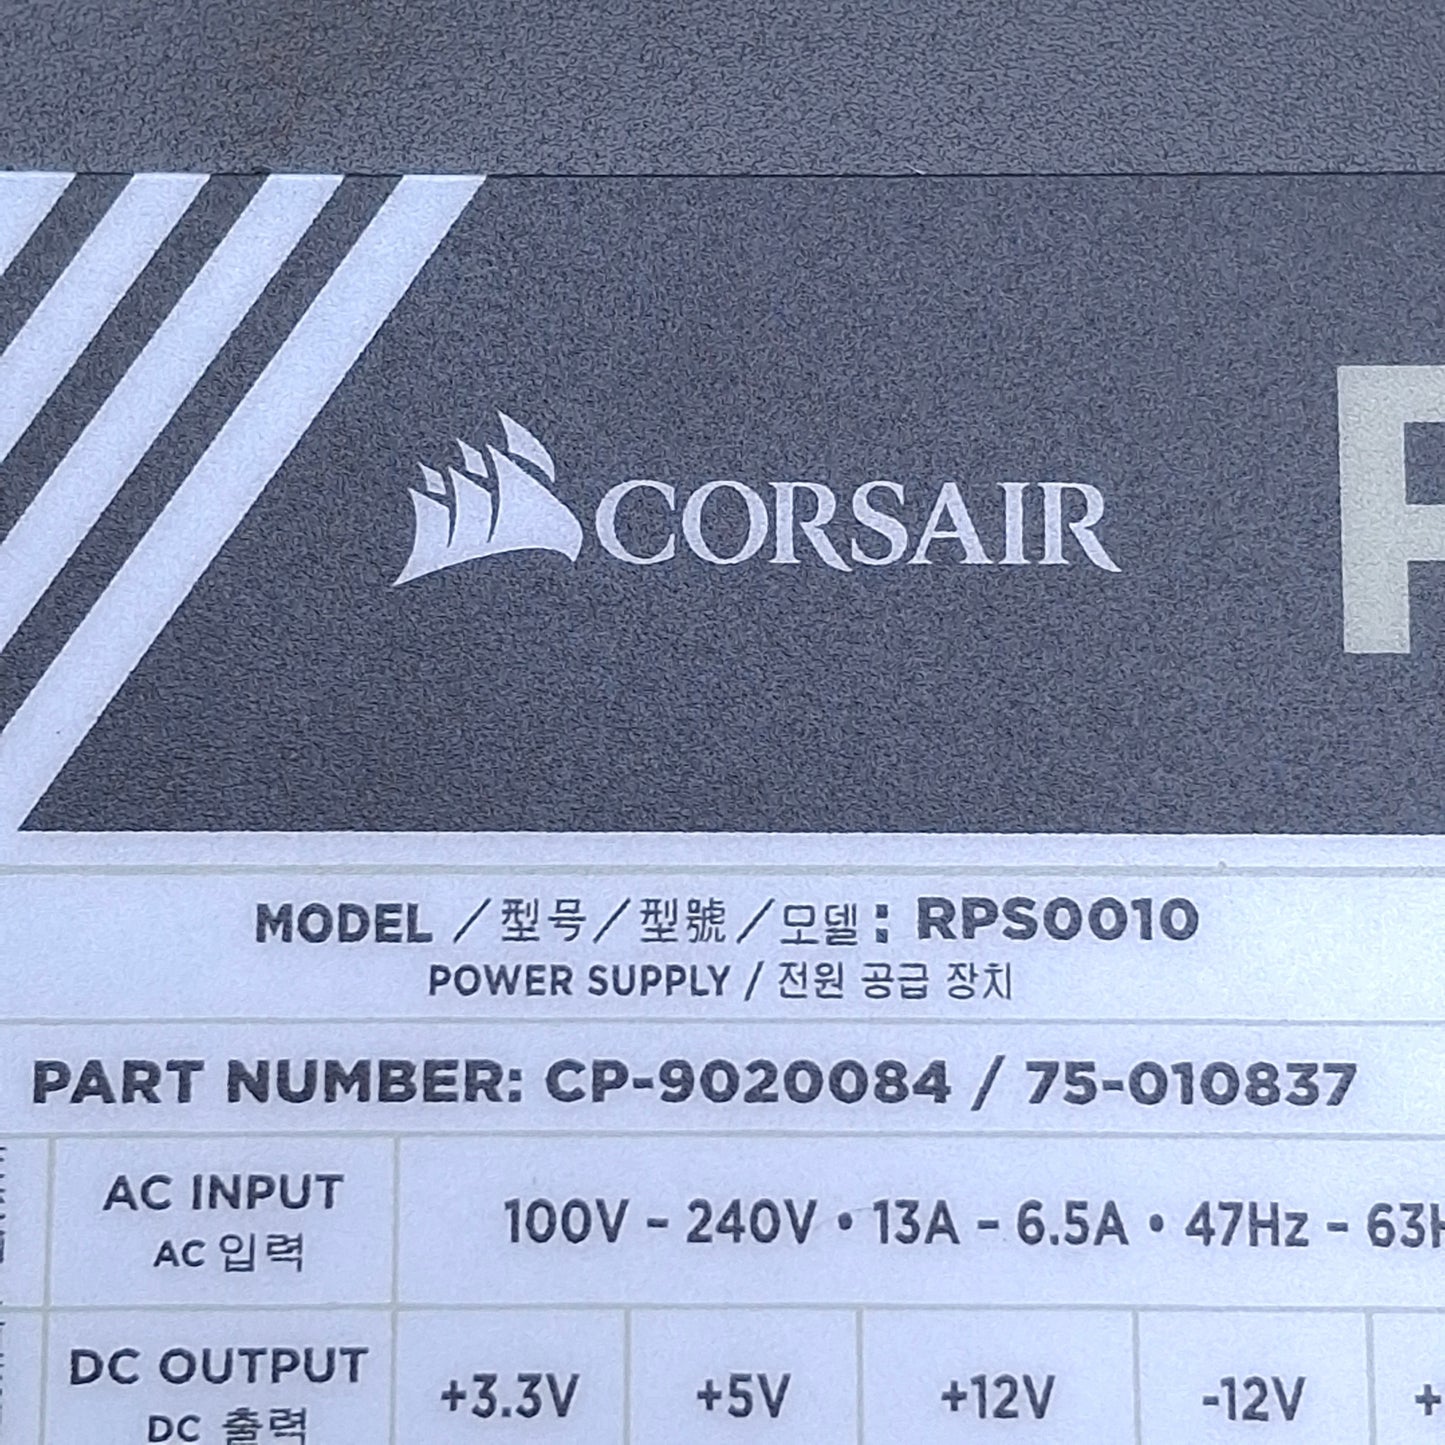 CORSAIR
MODEL / 型号 / 型號 / 모델 : RPS0010
POWER SUPPLY / 전원 공급 장치
PART NUMBER: CP-9020084 / 75-010837
AC INPUT
AC 입력
100V - 240V • 13A - 6.5A • 47Hz - 63H
DC OUTPUT
DC 출력
+3.3V
+5V
+12V
-12V
+